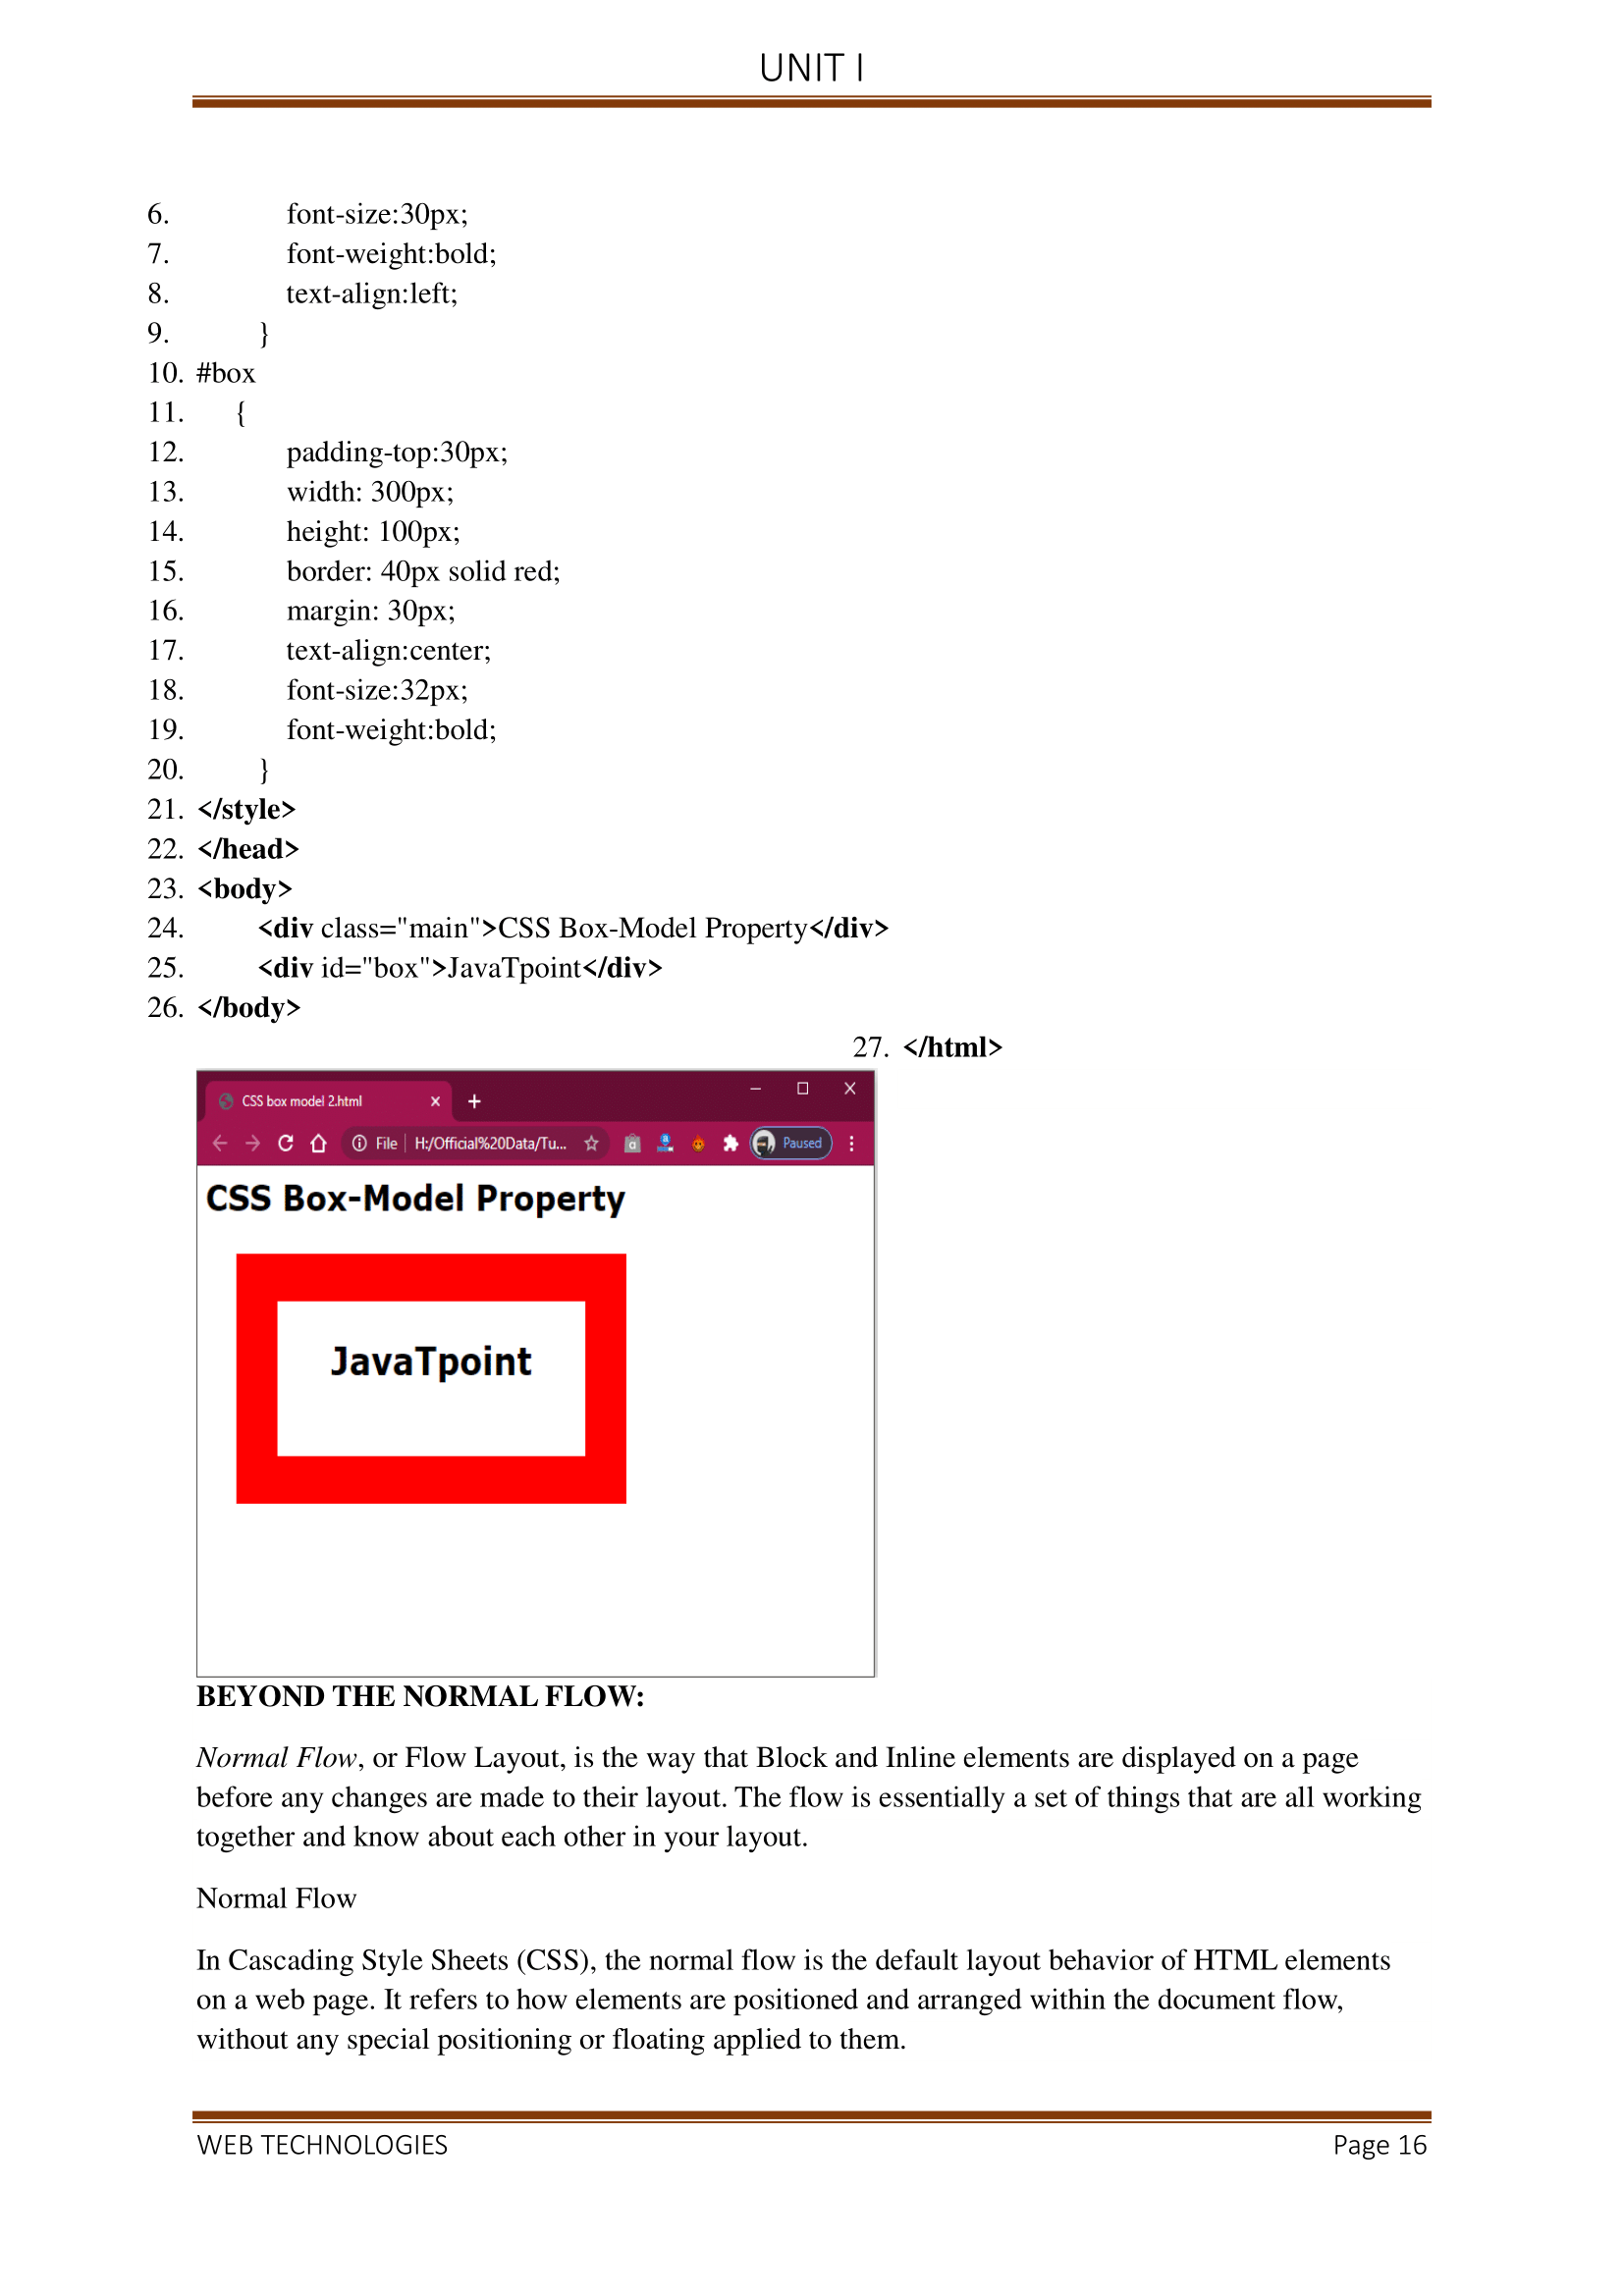 UNIT I
6. font-size:30px;
7. font-weight:bold;
8. text-align:left;
9. }
10. #box
11. {
12. padding-top:30px;
13. width: 300px;
14. height: 100px;
15. border: 40px solid red;
16. margin: 30px;
17. text-align:center;
18. font-size:32px;
19. font-weight:bold;
20. }
21. </style>
22. </head>
23. <body>
24. <div class="main">CSS Box-Model Property</div>
25. <div id="box">JavaTpoint</div>
26. </body>
27. </html>
CSS box model 2.html
File H:/Official%20Data/Tu... Paused
CSS Box-Model Property
JavaTpoint
BEYOND THE NORMAL FLOW:
Normal Flow, or Flow Layout, is the way that Block and Inline elements are displayed on a page
before any changes are made to their layout. The flow is essentially a set of things that are all working
together and know about each other in your layout.
Normal Flow
In Cascading Style Sheets (CSS), the normal flow is the default layout behavior of HTML elements
on a web page. It refers to how elements are positioned and arranged within the document flow,
without any special positioning or floating applied to them.
WEB TECHNOLOGIES Page 16